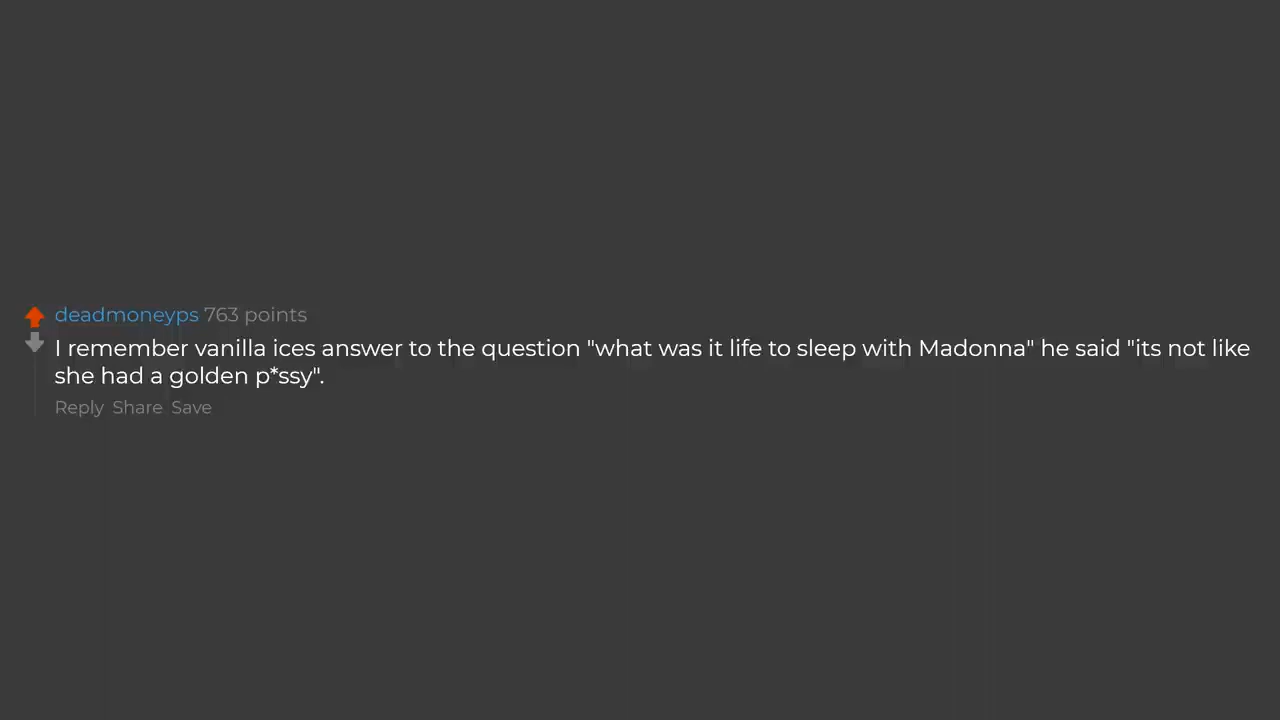 deadmoneyps 763 points
I remember vanilla ices answer to the question "what was it life to sleep with Madonna" he said "its not like
she had a golden p*ssy".
Reply Share Save